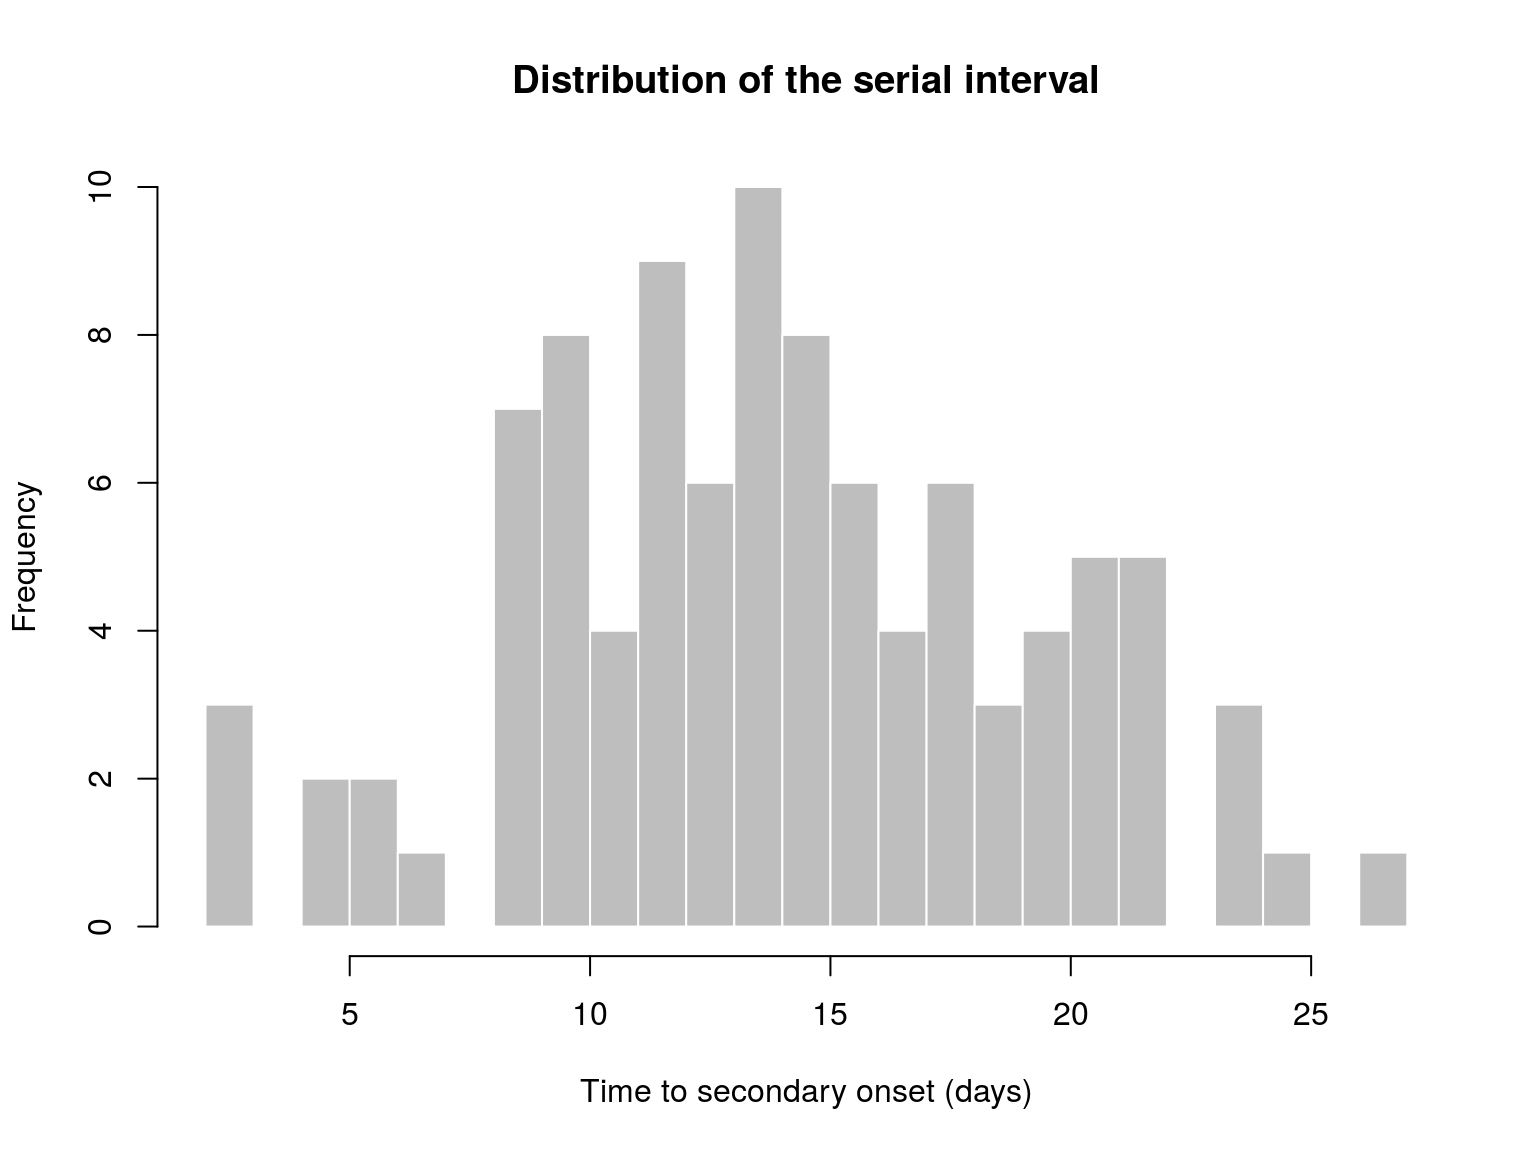 Distribution of the serial interval
Frequency
10
8
6
4
2
0
5 10 15 20 25
Time to secondary onset (days)